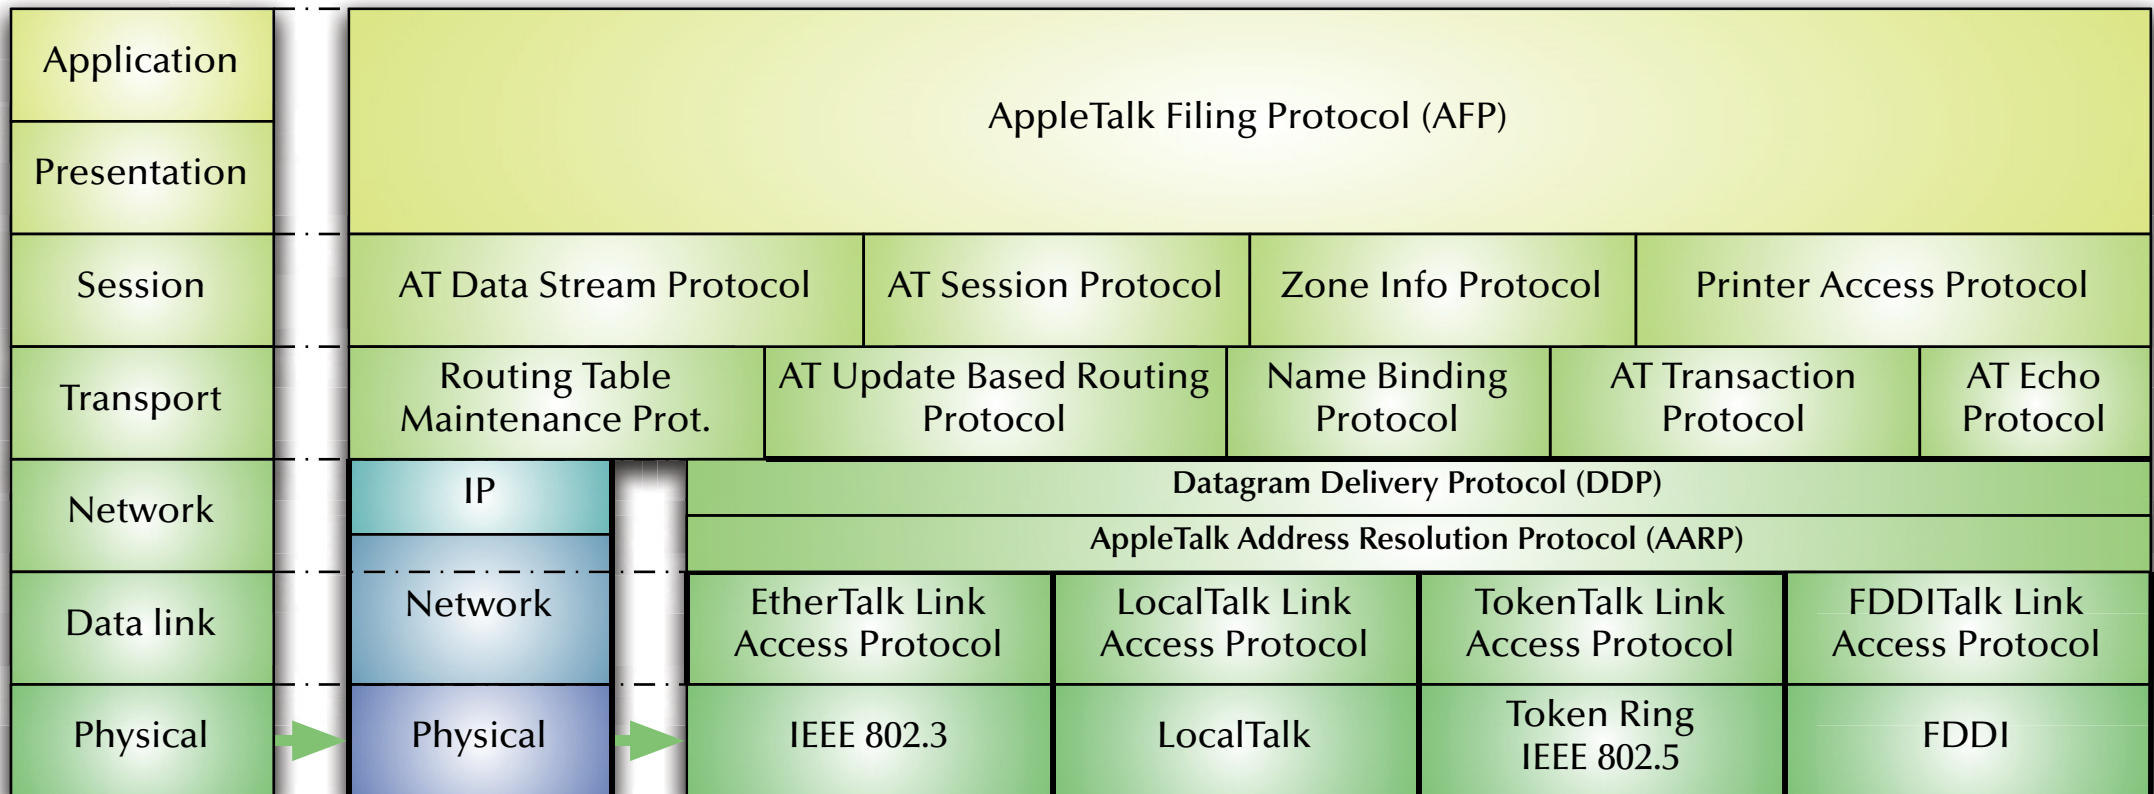 Application
AppleTalk Filing Protocol (AFP)
Presentation
Session
AT Data Stream Protocol
AT Session Protocol
Zone Info Protocol
Printer Access Protocol
Transport
Routing Table
Maintenance Prot.
AT Update Based Routing
Protocol
Name Binding
Protocol
AT Transaction
Protocol
AT Echo
Protocol
Network
IP
Datagram Delivery Protocol (DDP)
AppleTalk Address Resolution Protocol (AARP)
Data link
Network
EtherTalk Link
Access Protocol
LocalTalk Link
Access Protocol
TokenTalk Link
Access Protocol
FDDITalk Link
Access Protocol
Physical
Physical
IEEE 802.3
LocalTalk
Token Ring
IEEE 802.5
FDDI